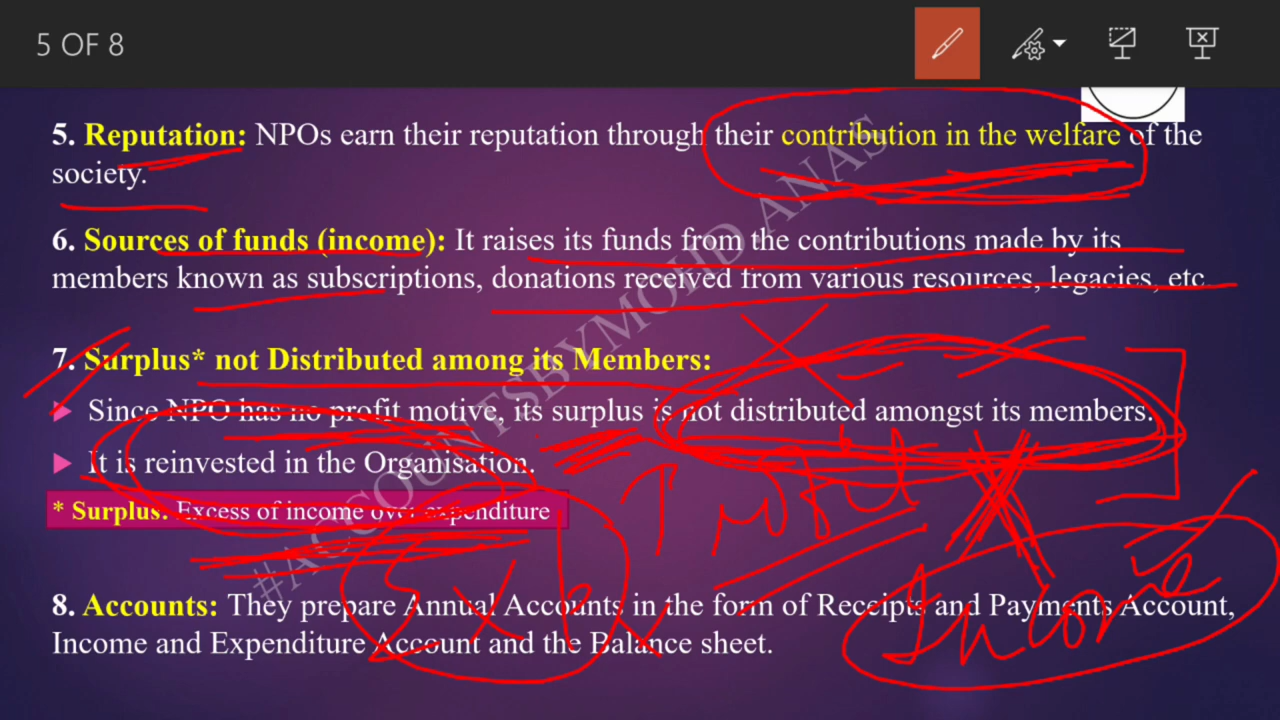 5 OF 8
5. Reputation: NPOs earn their reputation through their contribution in the welfare of the
society.
6. Sources of funds (income): It raises its funds from the contributions made by its
members known as subscriptions, donations received from various resources, legacies, etc.
7. Surplus* not Distributed among its Members:
Since NPO has no profit motive, its surplus is not distributed amongst its members.
It is reinvested in the Organisation.
* Surplus: Excess of income over expenditure
Profit
Exp
Income
8. Accounts: They prepare Annual Accounts in the form of Receipts and Payments Account,
Income and Expenditure Account and the Balance sheet.
#ACCOUNTSBYMOHD.ANAS